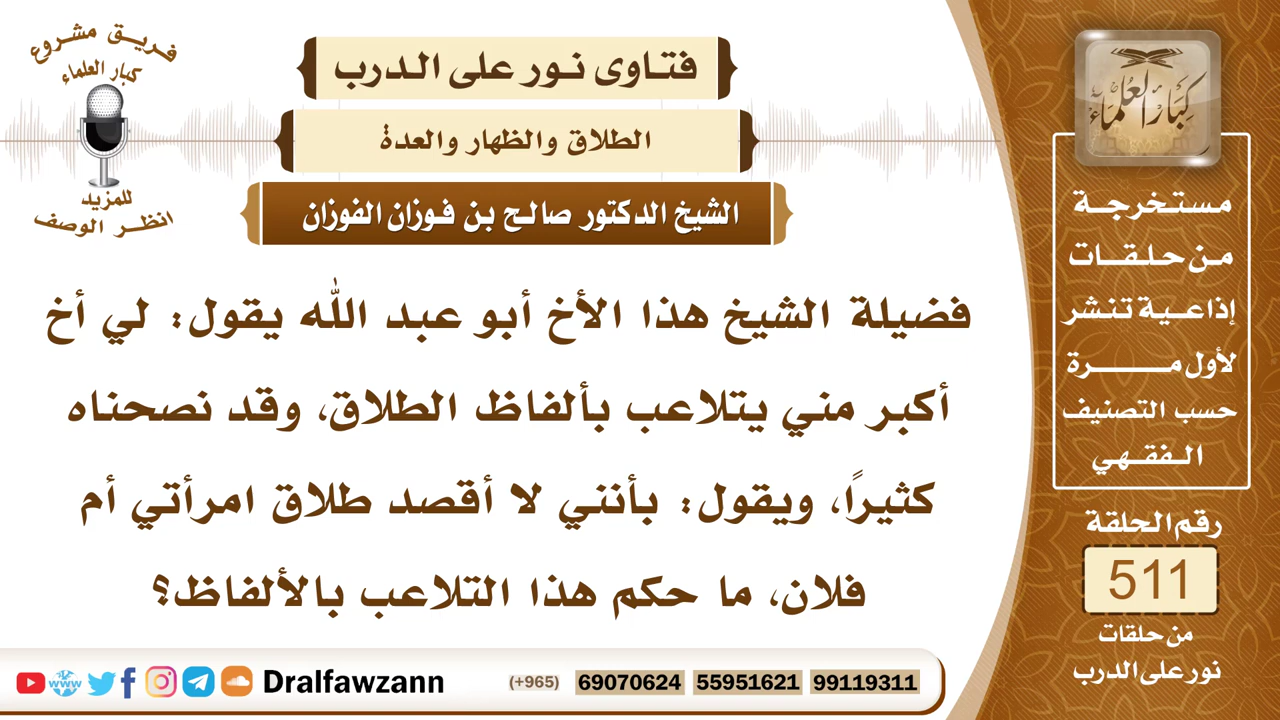 فريق مشروع
كبار العلماء
للمزيد
انظر الوصف
فتاوى نور على الدرب
الطلاق والظهار والعدة
الشيخ الدكتور صالح بن فوزان الفوزان
فضيلة الشيخ هذا الأخ أبو عبد الله يقول: لي أخ
أكبر مني يتلاعب بألفاظ الطلاق، وقد نصحناه
كثيرًا، ويقول: بأنني لا أقصد طلاق امرأتي أم
فلان، ما حكم هذا التلاعب بالألفاظ؟
كبار العلماء
مستخرجة
من حلقات
إذاعية تنشر
لأول مرة
حسب التصنيف
الفقهي
رقم الحلقة
511
من حلقات
نور على الدرب
www Dralfawzann (+965) 69070624 55951621 99119311